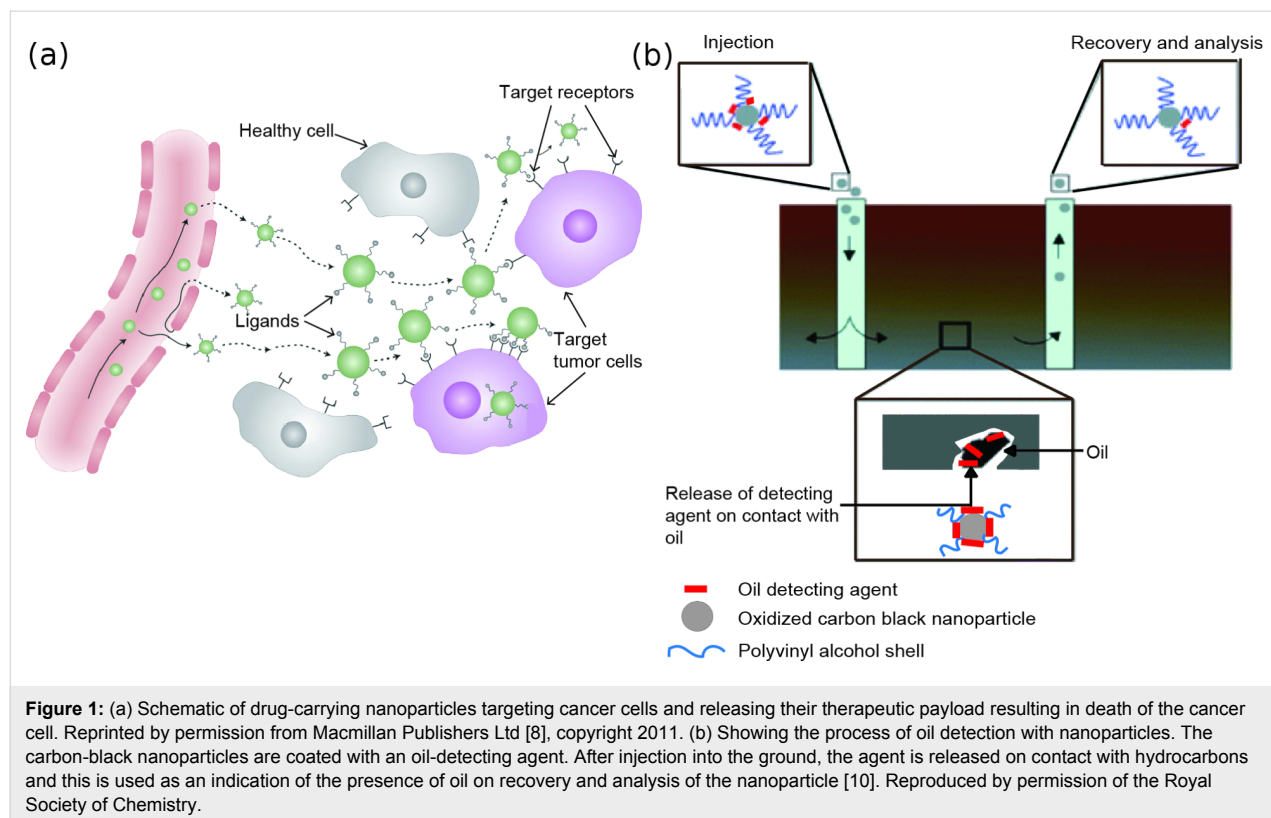 (a)
Healthy cell
Target receptors
Ligands
Target
tumor cells
(b)
Injection
Recovery and analysis
Oil
Release of detecting
agent on contact with
oil
Oil detecting agent
Oxidized carbon black nanoparticle
Polyvinyl alcohol shell
Figure 1: (a) Schematic of drug-carrying nanoparticles targeting cancer cells and releasing their therapeutic payload resulting in death of the cancer
cell. Reprinted by permission from Macmillan Publishers Ltd [8], copyright 2011. (b) Showing the process of oil detection with nanoparticles. The
carbon-black nanoparticles are coated with an oil-detecting agent. After injection into the ground, the agent is released on contact with hydrocarbons
and this is used as an indication of the presence of oil on recovery and analysis of the nanoparticle [10]. Reproduced by permission of the Royal
Society of Chemistry.